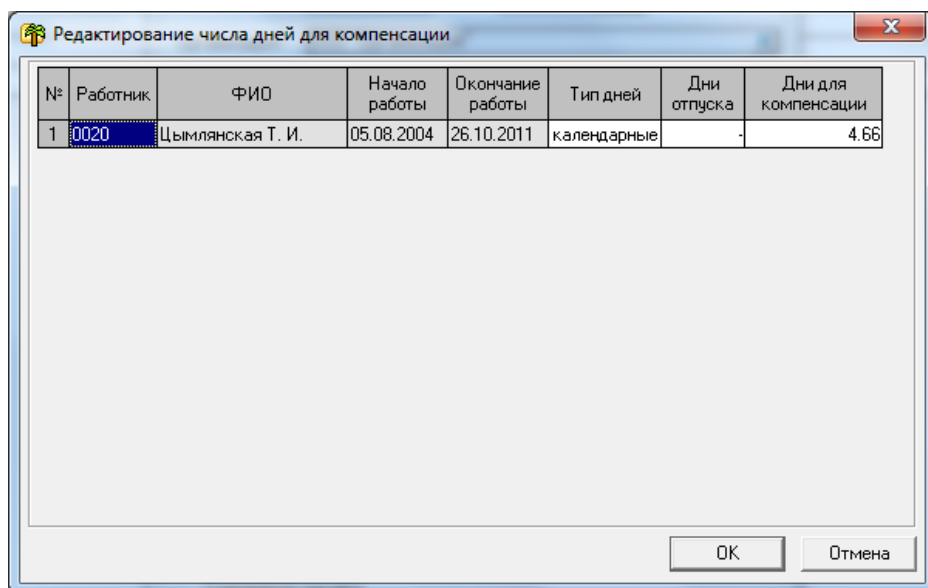 Редактирование числа дней для компенсации
X
№ Работник ФИО Начало работы Окончание работы Тип дней Дни отпуска Дни для компенсации
1 0020 Цымлянская Т. И. 05.08.2004 26.10.2011 календарные - 4.66
OK Отмена